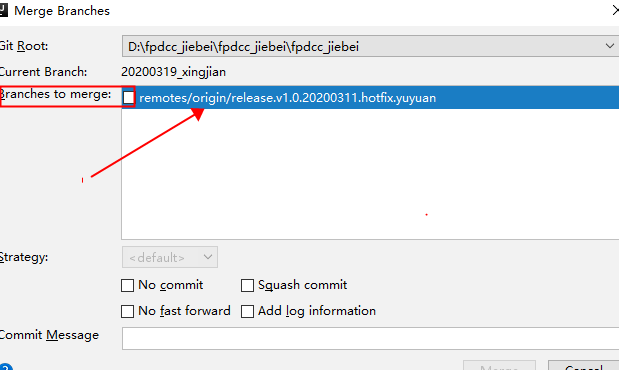 Merge Branches
Git Root: D:\fpdcc_jiebei\fpdcc_jiebei\fpdcc_jiebei
Current Branch: 20200319_xingjian
Branches to merge: remotes/origin/release.v1.0.20200311.hotfix.yuyuan
Strategy: <default>
No commit Squash commit
No fast forward Add log information
Commit Message
Merge Cancel